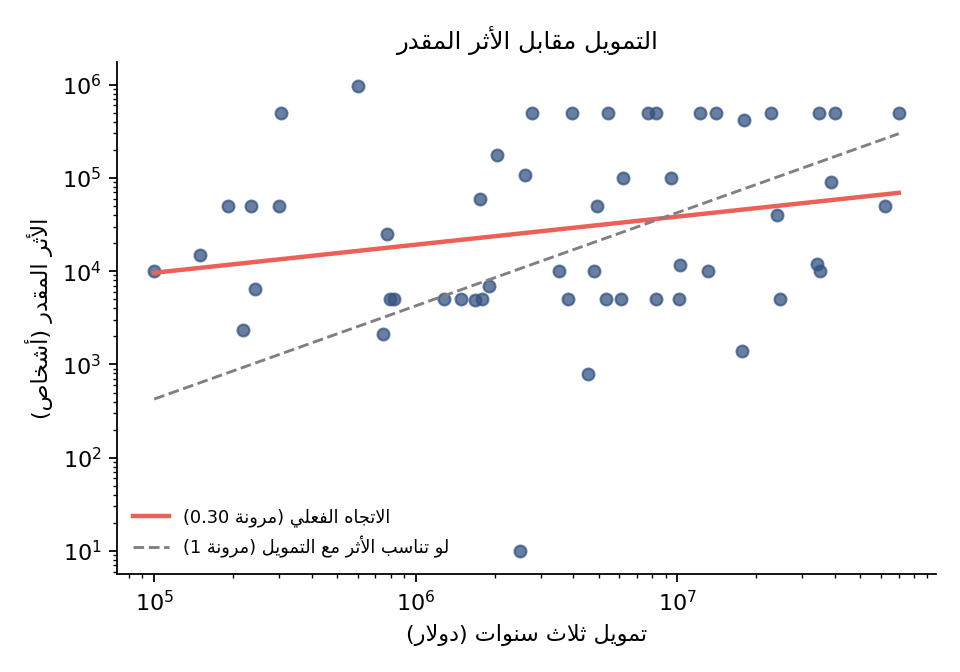 التمويل مقابل الأثر المقدر
الأثر المقدر (أشخاص)
10⁶
10⁵
10⁴
10³
10²
10¹
الاتجاه الفعلي (مرونة 0.30)
لو تناسب الأثر مع التمويل (مرونة 1)
10⁵ 10⁶ 10⁷
تمويل ثلاث سنوات (دولار)